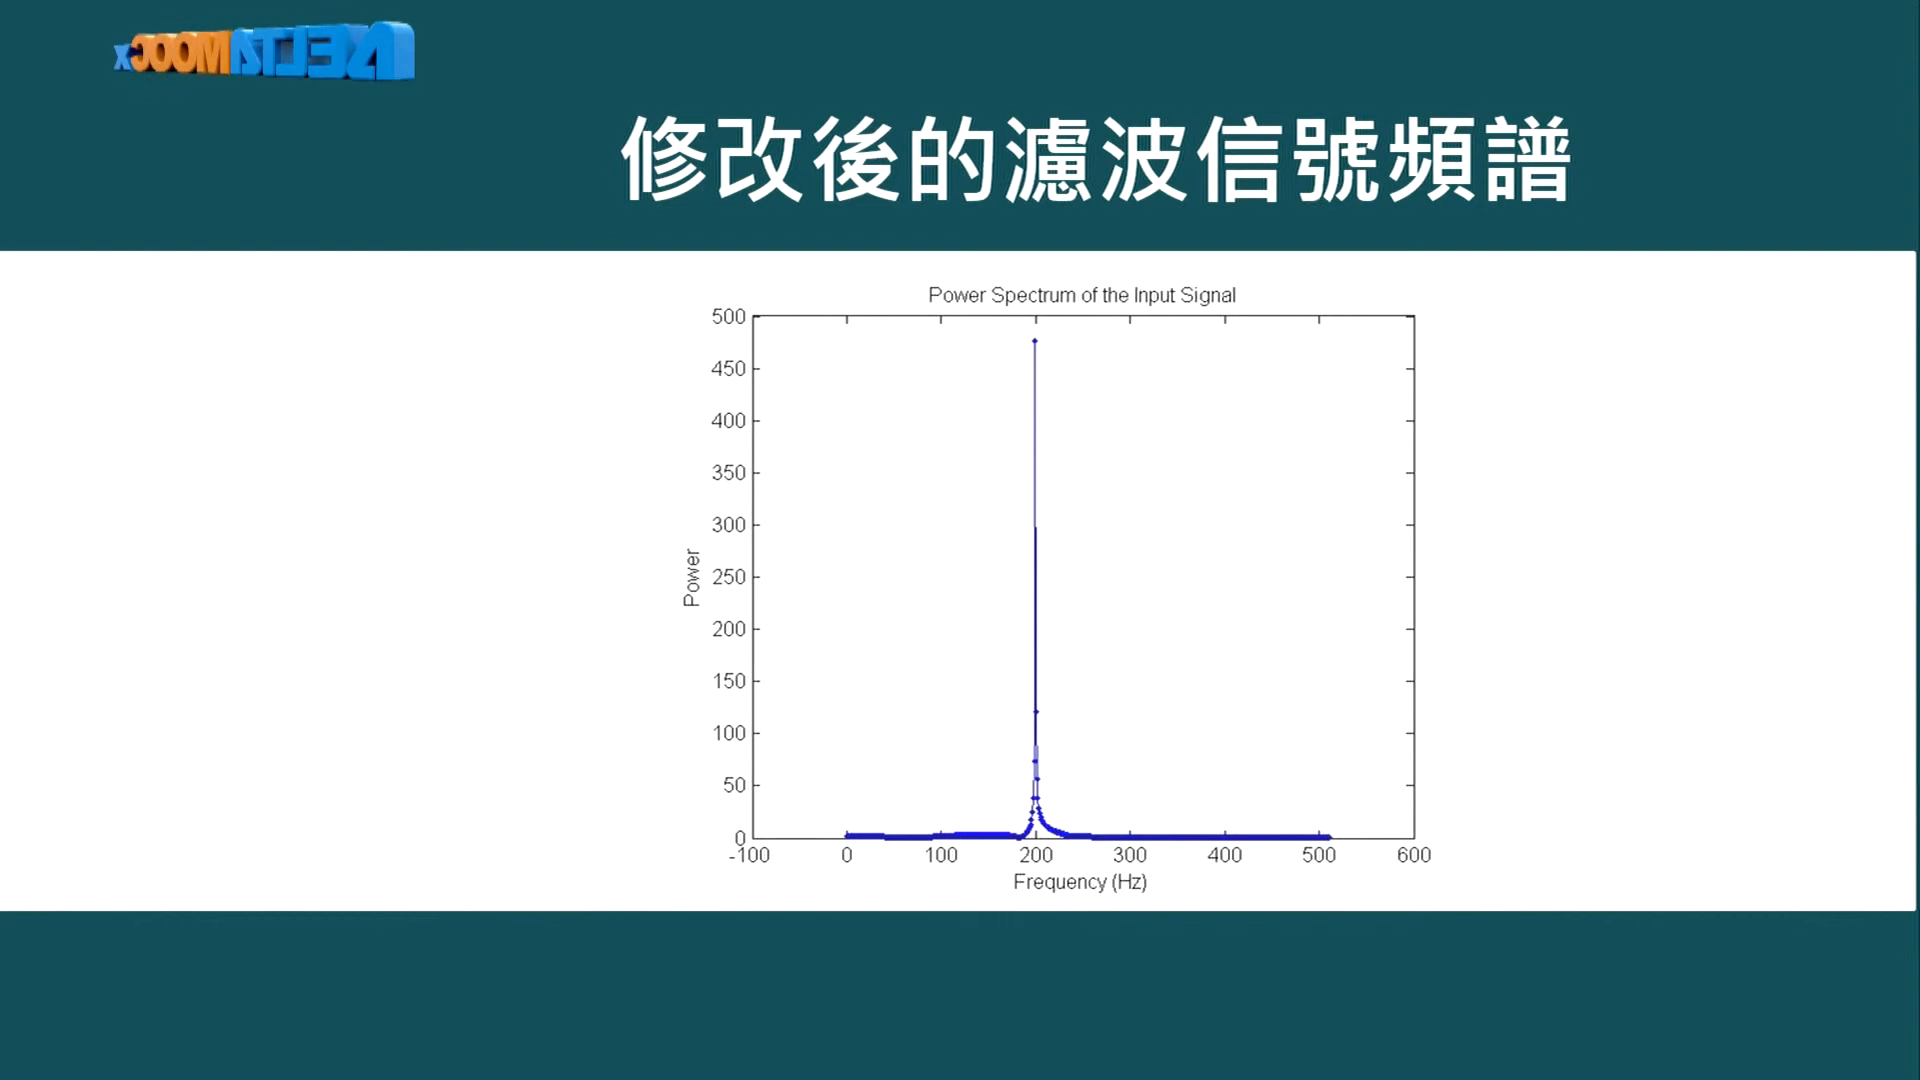 DELTAMOOCx
修改後的濾波信號頻譜
Power Spectrum of the Input Signal
500
450
400
350
300
250
200
150
100
50
0
Power
-100 0 100 200 300 400 500 600
Frequency (Hz)